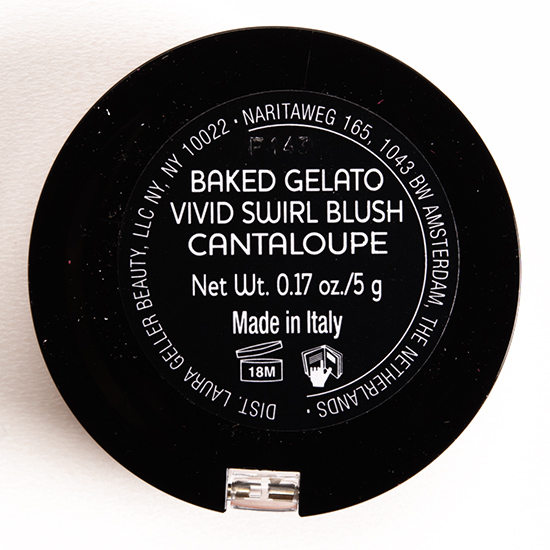 DIST. LAURA GELLER BEAUTY, LLC NY, NY 10022 • NARITAWEG 165, 1043 BW AMSTERDAM, THE NETHERLANDS •
BAKED GELATO
VIVID SWIRL BLUSH
CANTALOUPE
Net Wt. 0.17 oz./5 g
Made in Italy
18M